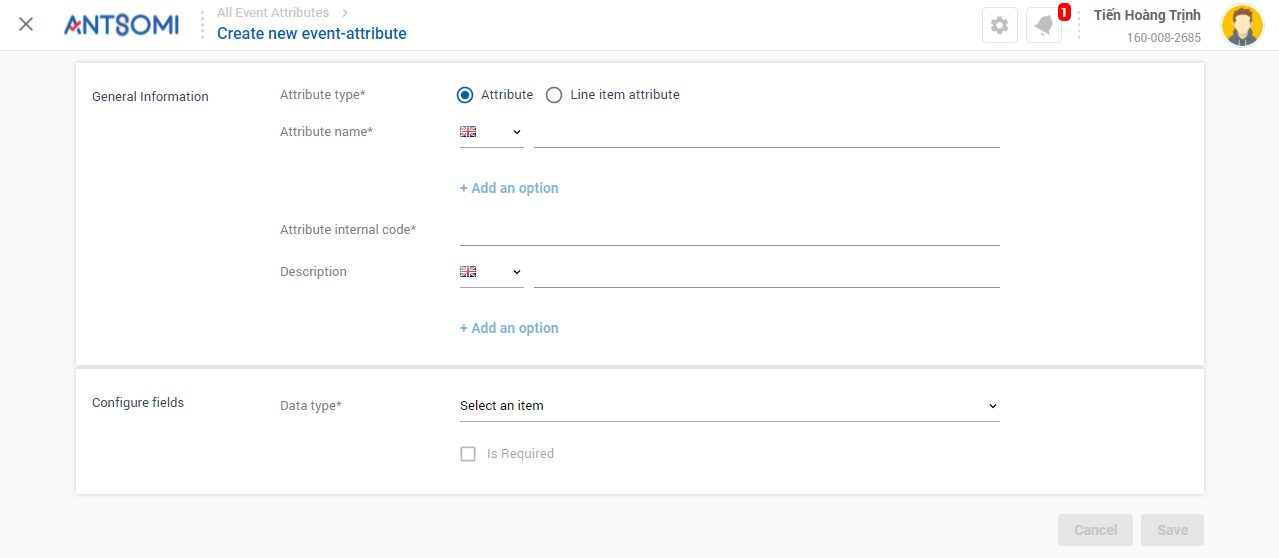 ANTSOMI
All Event Attributes >
Create new event-attribute
1
Tiến Hoàng Trịnh
160-008-2685
General Information
Attribute type*
Attribute
Line item attribute
Attribute name*
+ Add an option
Attribute internal code*
Description
+ Add an option
Configure fields
Data type*
Select an item
Is Required
Cancel
Save